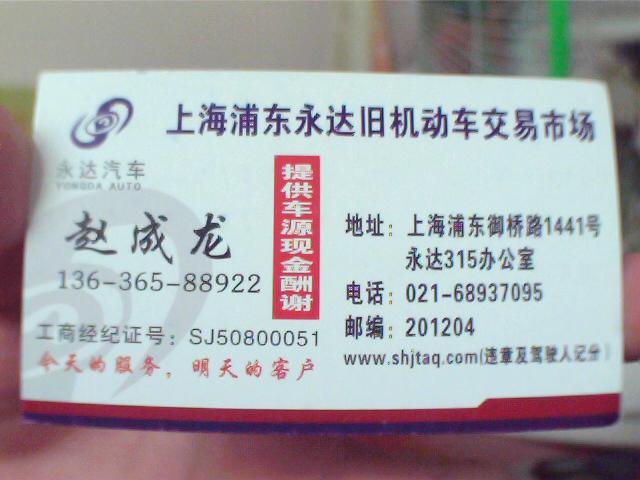 上海浦东永达旧机动车交易市场
永达汽车
YONGDA AUTO
提供车源现金酬谢
赵成龙
136-365-88922
工商经纪证号：SJ50800051
今天的服务，明天的客户
地址：上海浦东御桥路1441号
永达315办公室
电话：021-68937095
邮编：201204
www.shjtaq.com(违章及驾驶人记分)